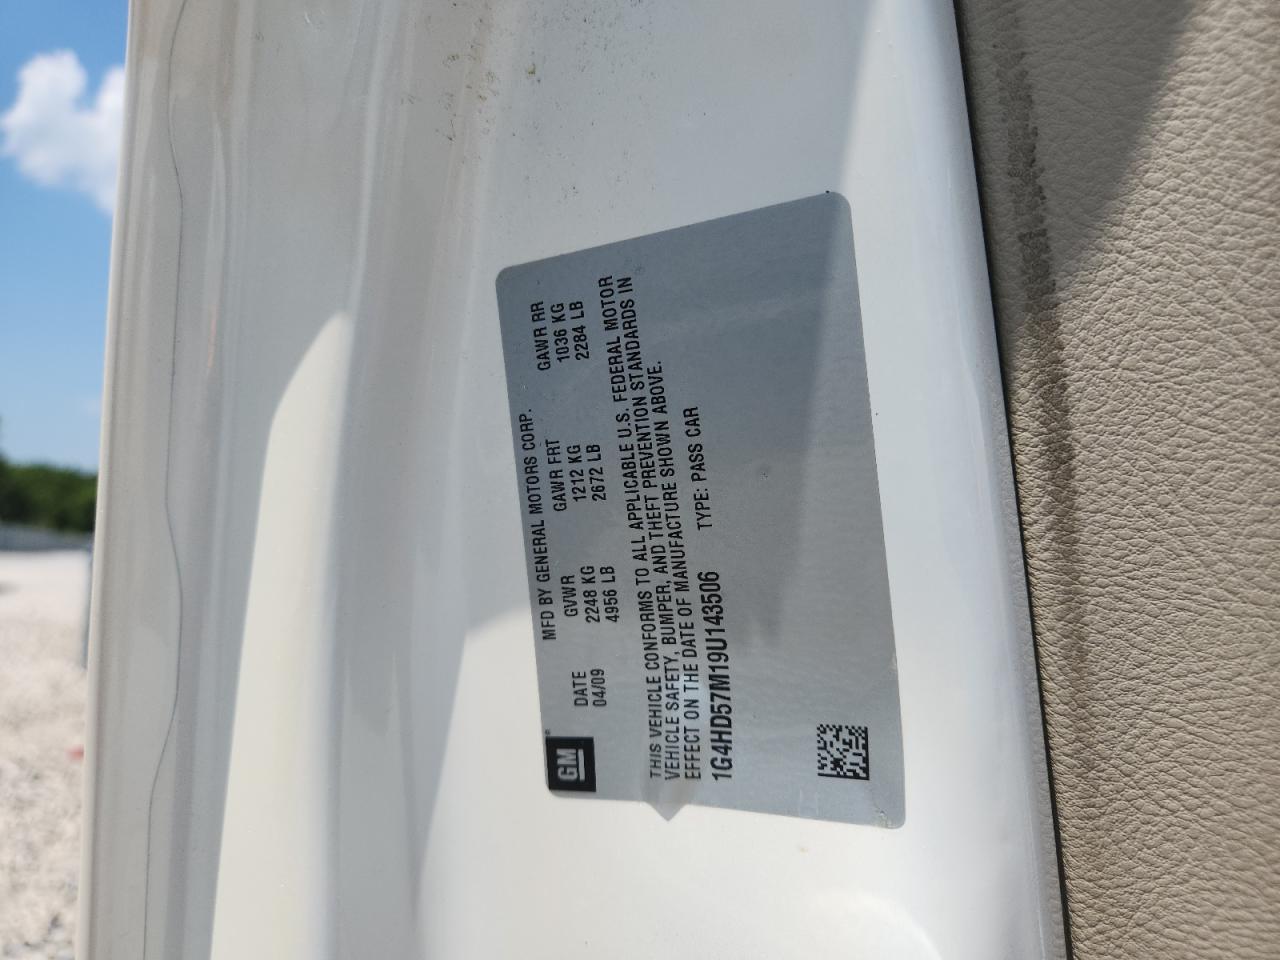 GM
MFD BY GENERAL MOTORS CORP.
DATE GVWR GAWR FRT GAWR RR
04/09 2248 KG 1212 KG 1036 KG
4956 LB 2672 LB 2284 LB
THIS VEHICLE CONFORMS TO ALL APPLICABLE U.S. FEDERAL MOTOR
VEHICLE SAFETY, BUMPER, AND THEFT PREVENTION STANDARDS IN
EFFECT ON THE DATE OF MANUFACTURE SHOWN ABOVE.
1G4HD57M19U143506 TYPE: PASS CAR